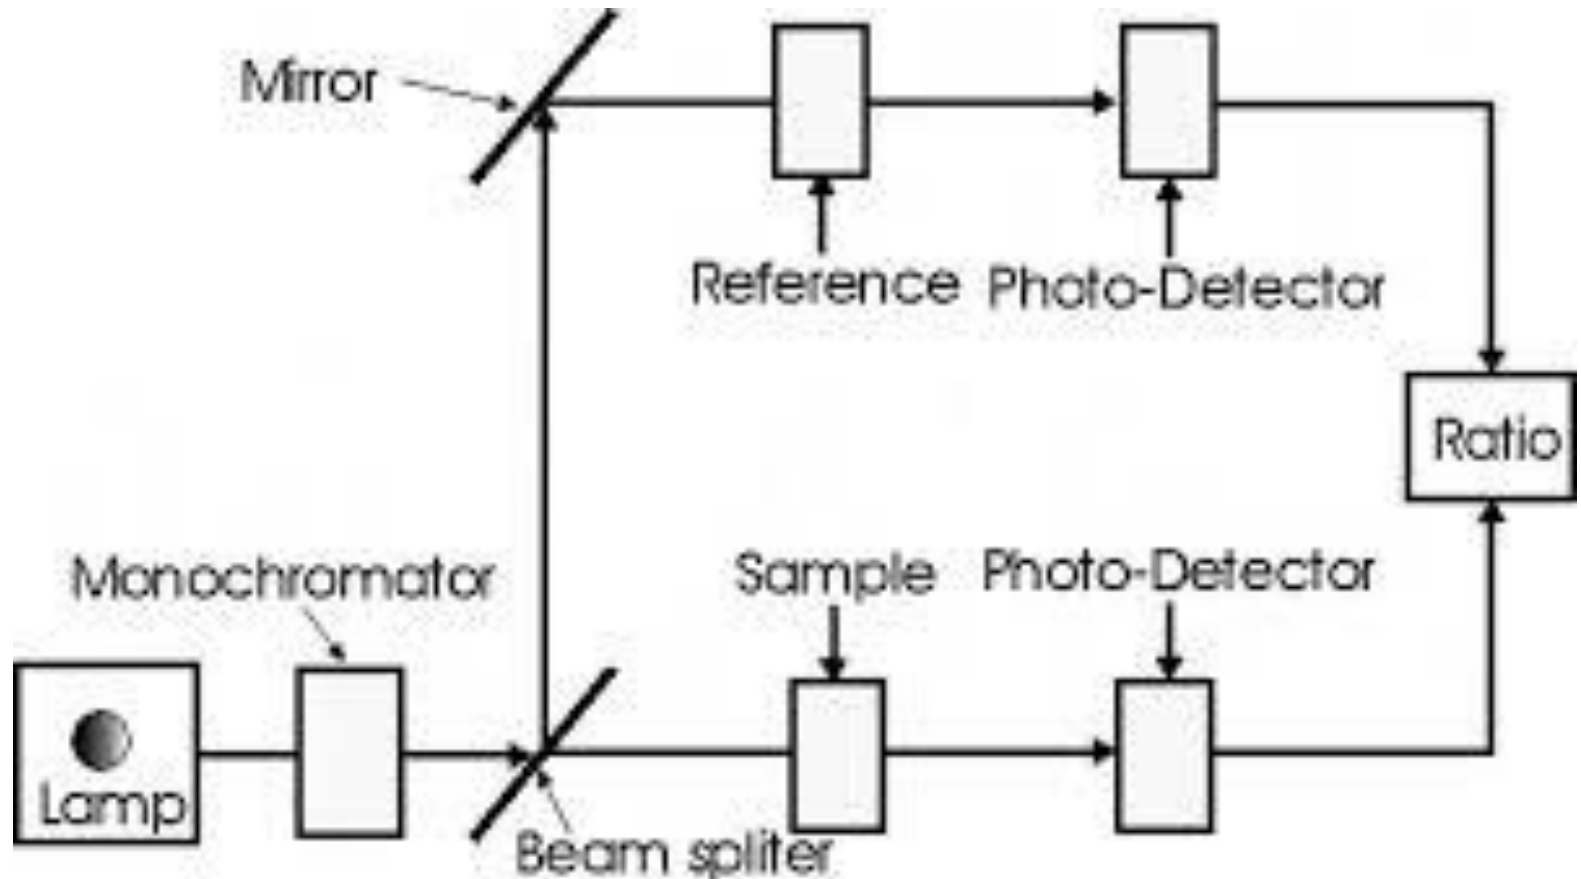 Mirror
Reference
Photo-Detector
Ratio
Monochromator
Sample
Photo-Detector
Lamp
Beam spliter